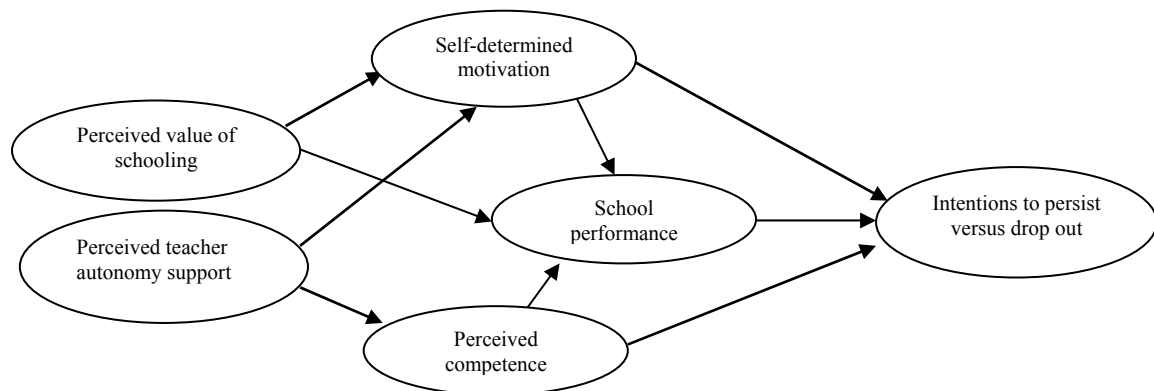 Self-determined
motivation
Perceived value of
schooling
School
performance
Intentions to persist
versus drop out
Perceived teacher
autonomy support
Perceived
competence